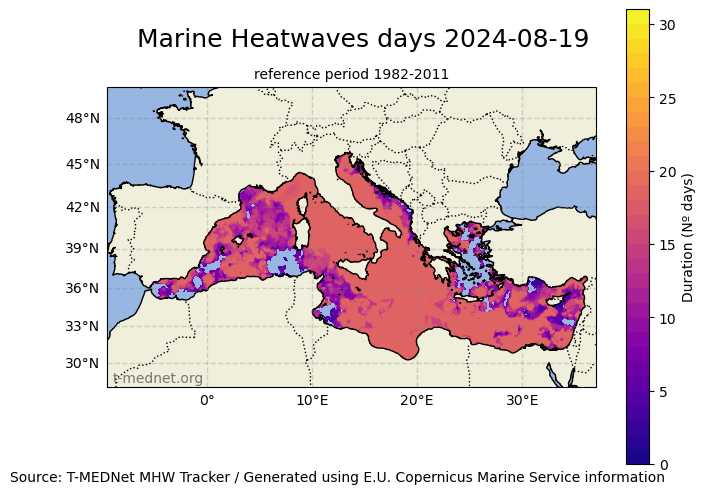 Marine Heatwaves days 2024-08-19
reference period 1982-2011
48°N
45°N
42°N
39°N
36°N
33°N
30°N
0°
10°E
20°E
30°E
t-mednet.org
30
25
20
15
10
5
0
Duration (Nº days)
Source: T-MEDNet MHW Tracker / Generated using E.U. Copernicus Marine Service information